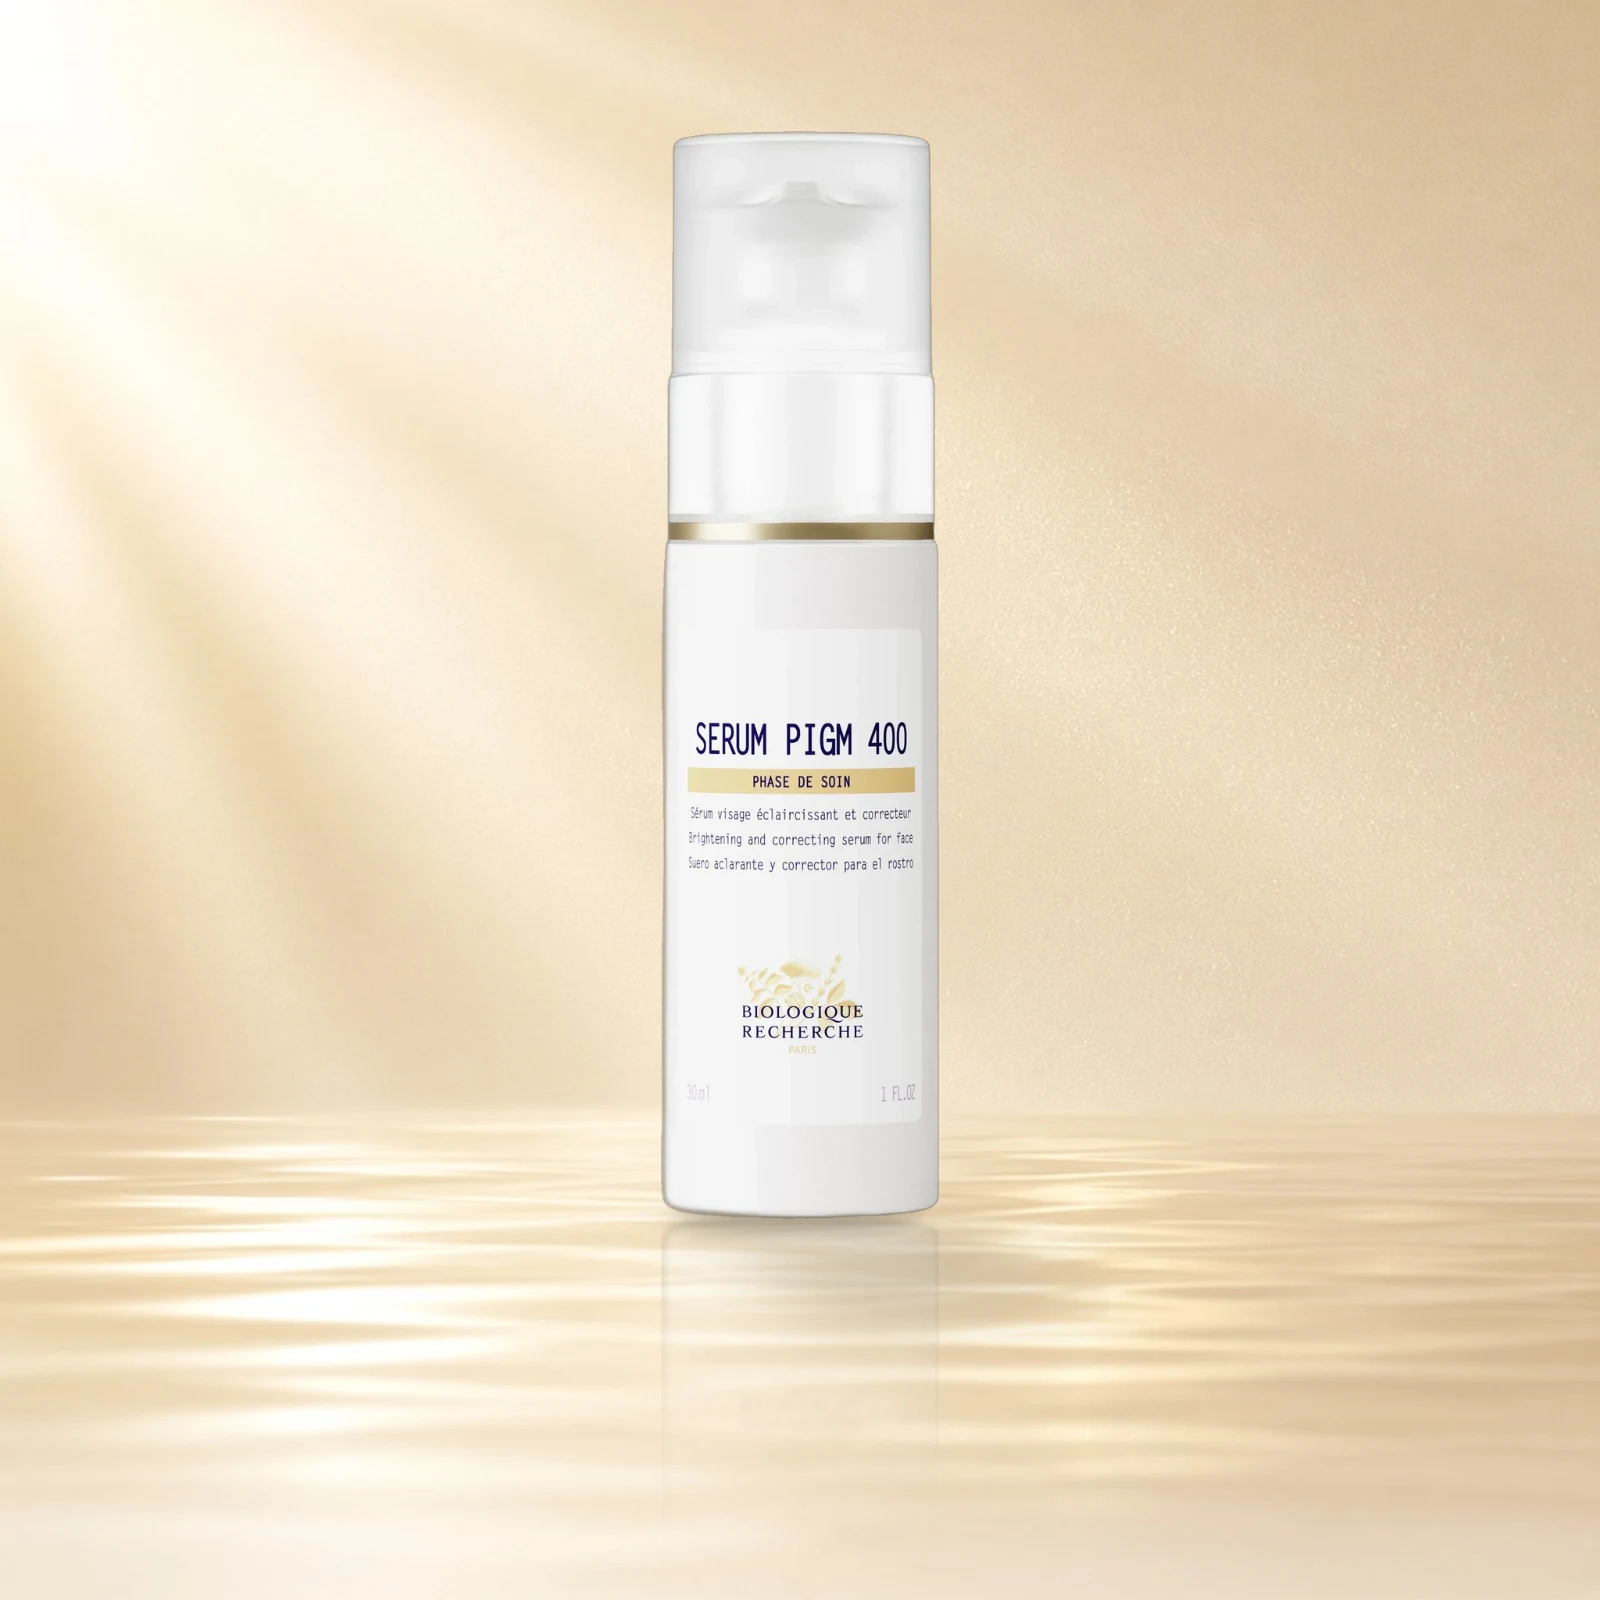 SERUM PIGM 400
PHASE DE SOIN
Sérum visage éclaircissant et correcteur
Brightening and correcting serum for face
Suero aclarante y corrector para el rostro
BIOLOGIQUE
RECHERCHE
PARIS
30ml 1 FL.OZ